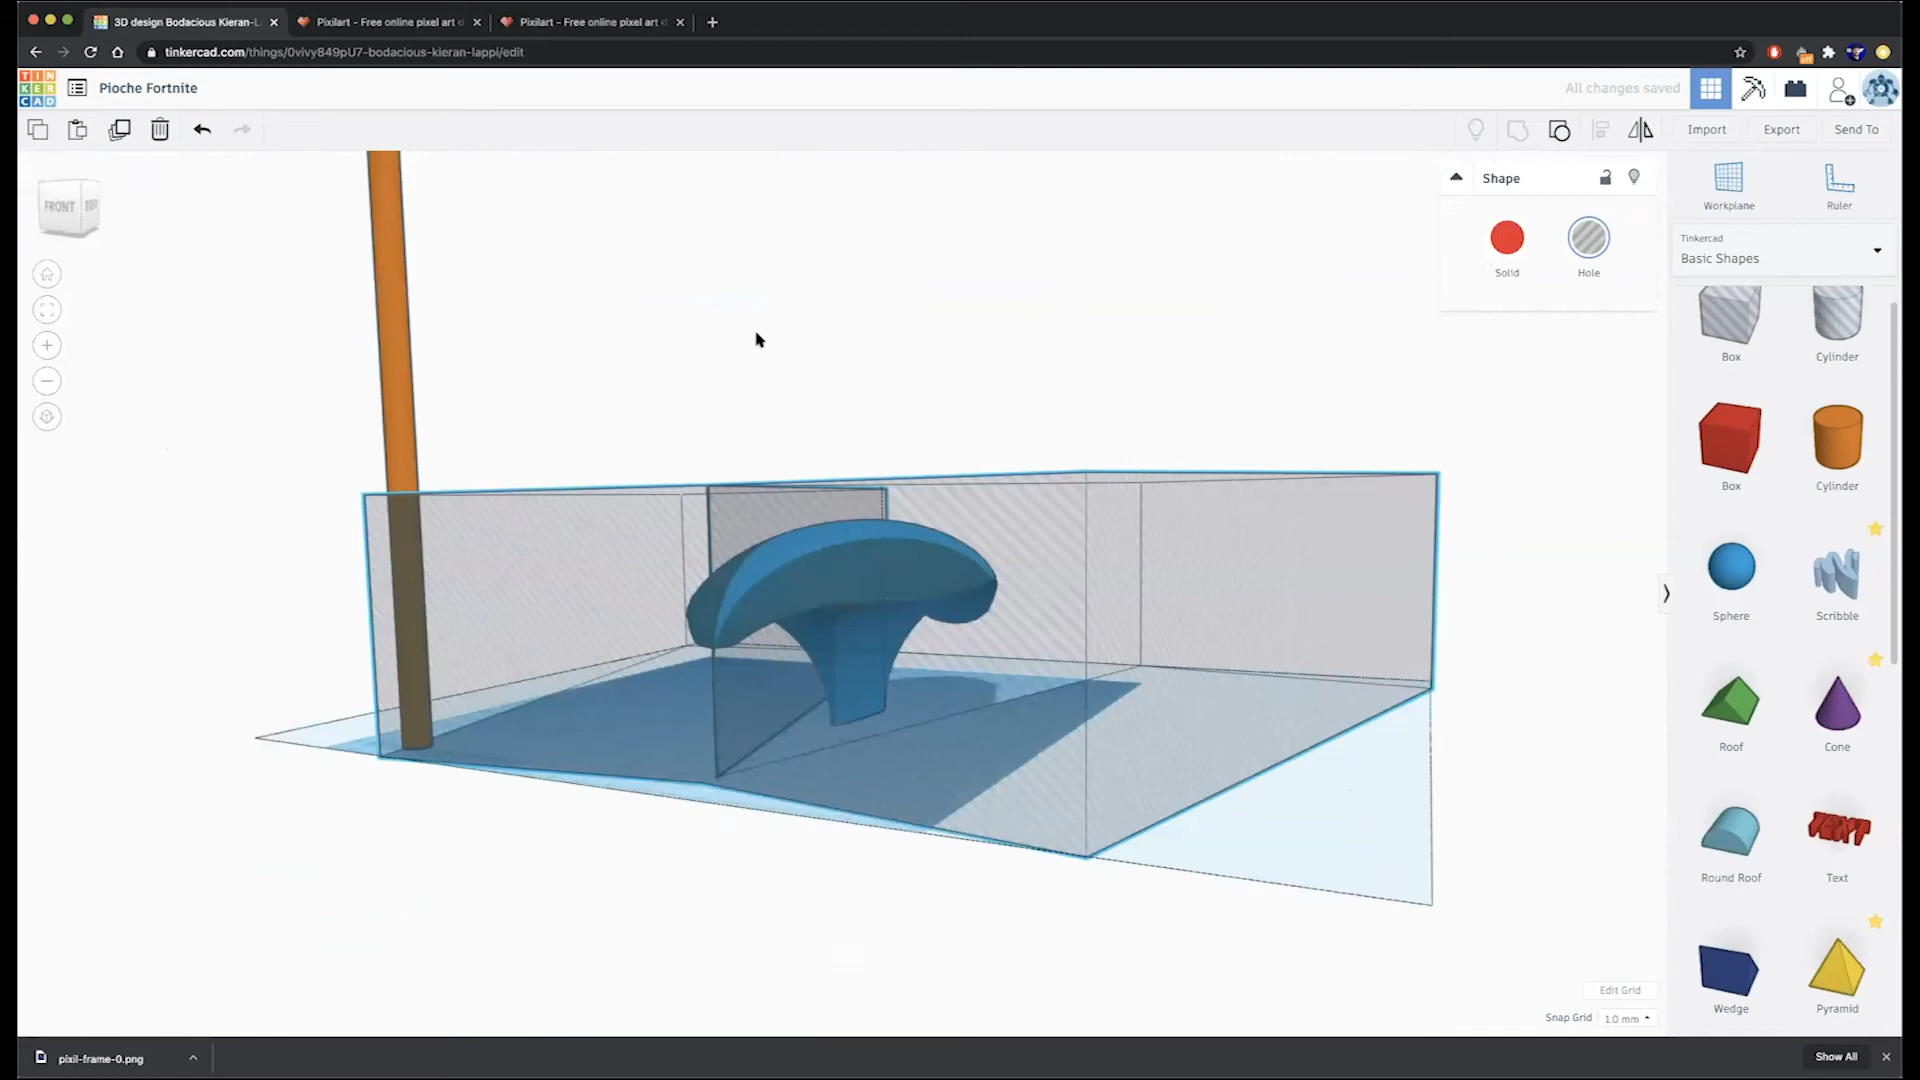 3D design Bodacious Kieran-L
Pixilart - Free online pixel art
Pixilart - Free online pixel art
tinkercad.com/things/0vivy849pU7-bodacious-kieran-lappi/edit
TIN
KER
CAD
Pioche Fortnite
All changes saved
Import
Export
Send To
FRONT
Shape
Solid
Hole
Workplane
Ruler
Tinkercad
Basic Shapes
Box
Cylinder
Box
Cylinder
Sphere
Scribble
Roof
Cone
TEXT
Round Roof
Text
Wedge
Pyramid
Edit Grid
Snap Grid
1.0 mm
pixil-frame-0.png
Show All